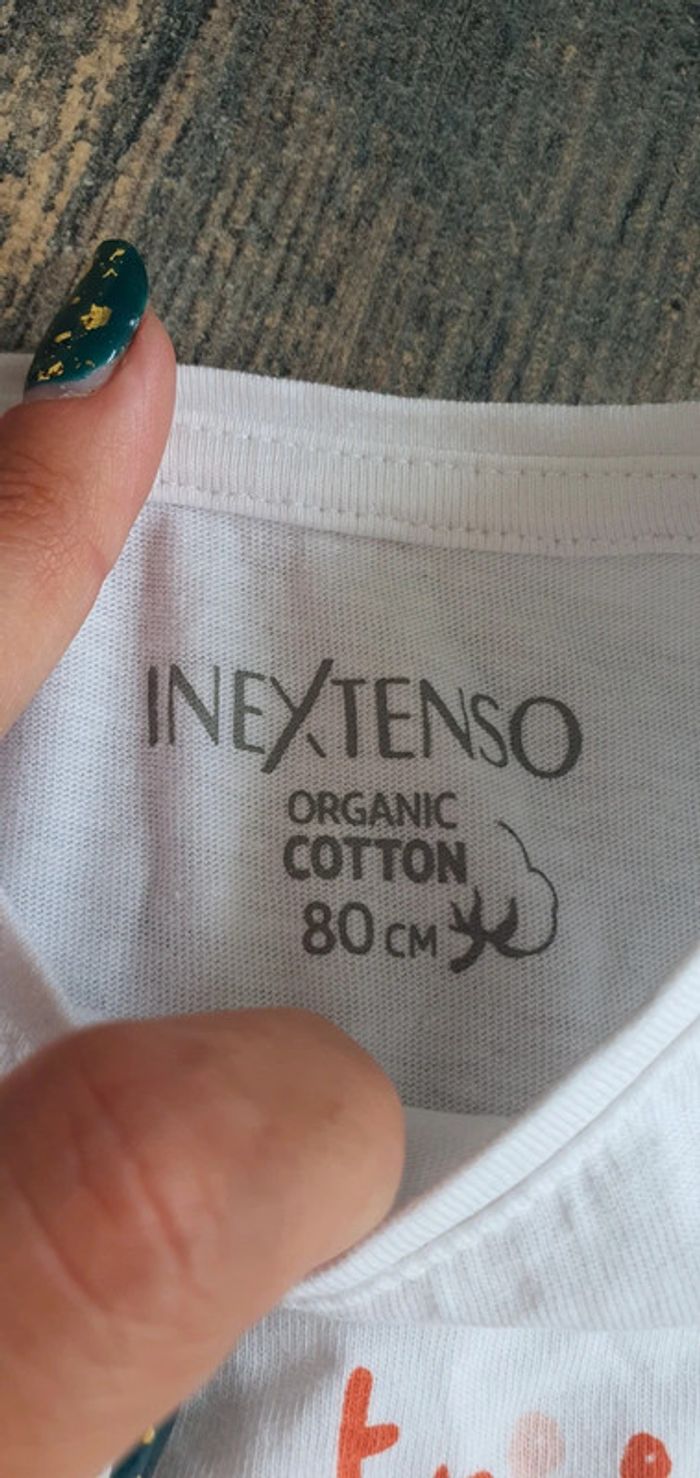 INEXTENSO
ORGANIC
COTTON
80 CM